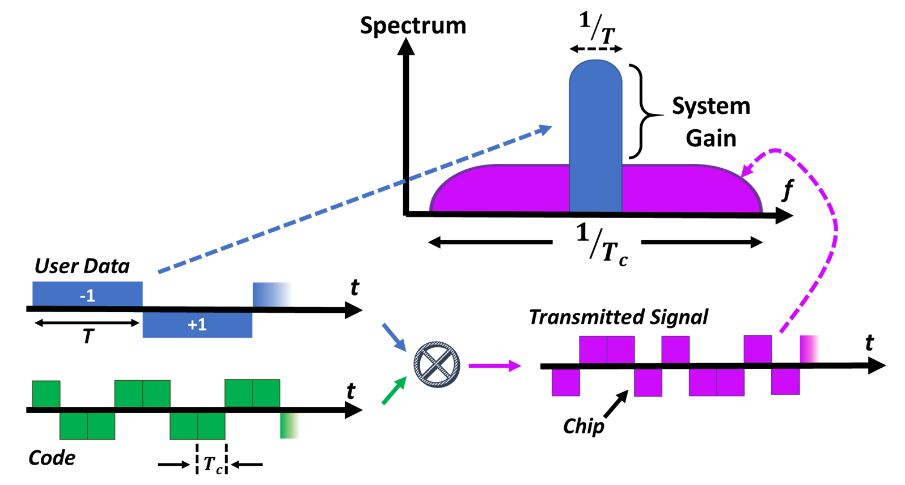 Spectrum
1/T
System
Gain
f
1/Tc
User Data
t
-1
T
+1
Transmitted Signal
t
t
Chip
Code
Tc